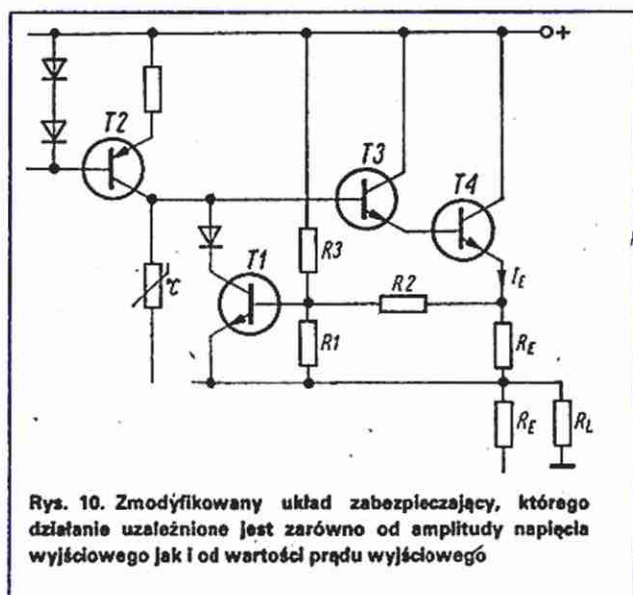 +
T2
T3
T4
°C
T1
R3
R2
I_E
R1
R_E
R_E
R_L
Rys. 10. Zmodyfikowany układ zabezpieczający, którego
działanie uzależnione jest zarówno od amplitudy napięcia
wyjściowego jak i od wartości prądu wyjściowego